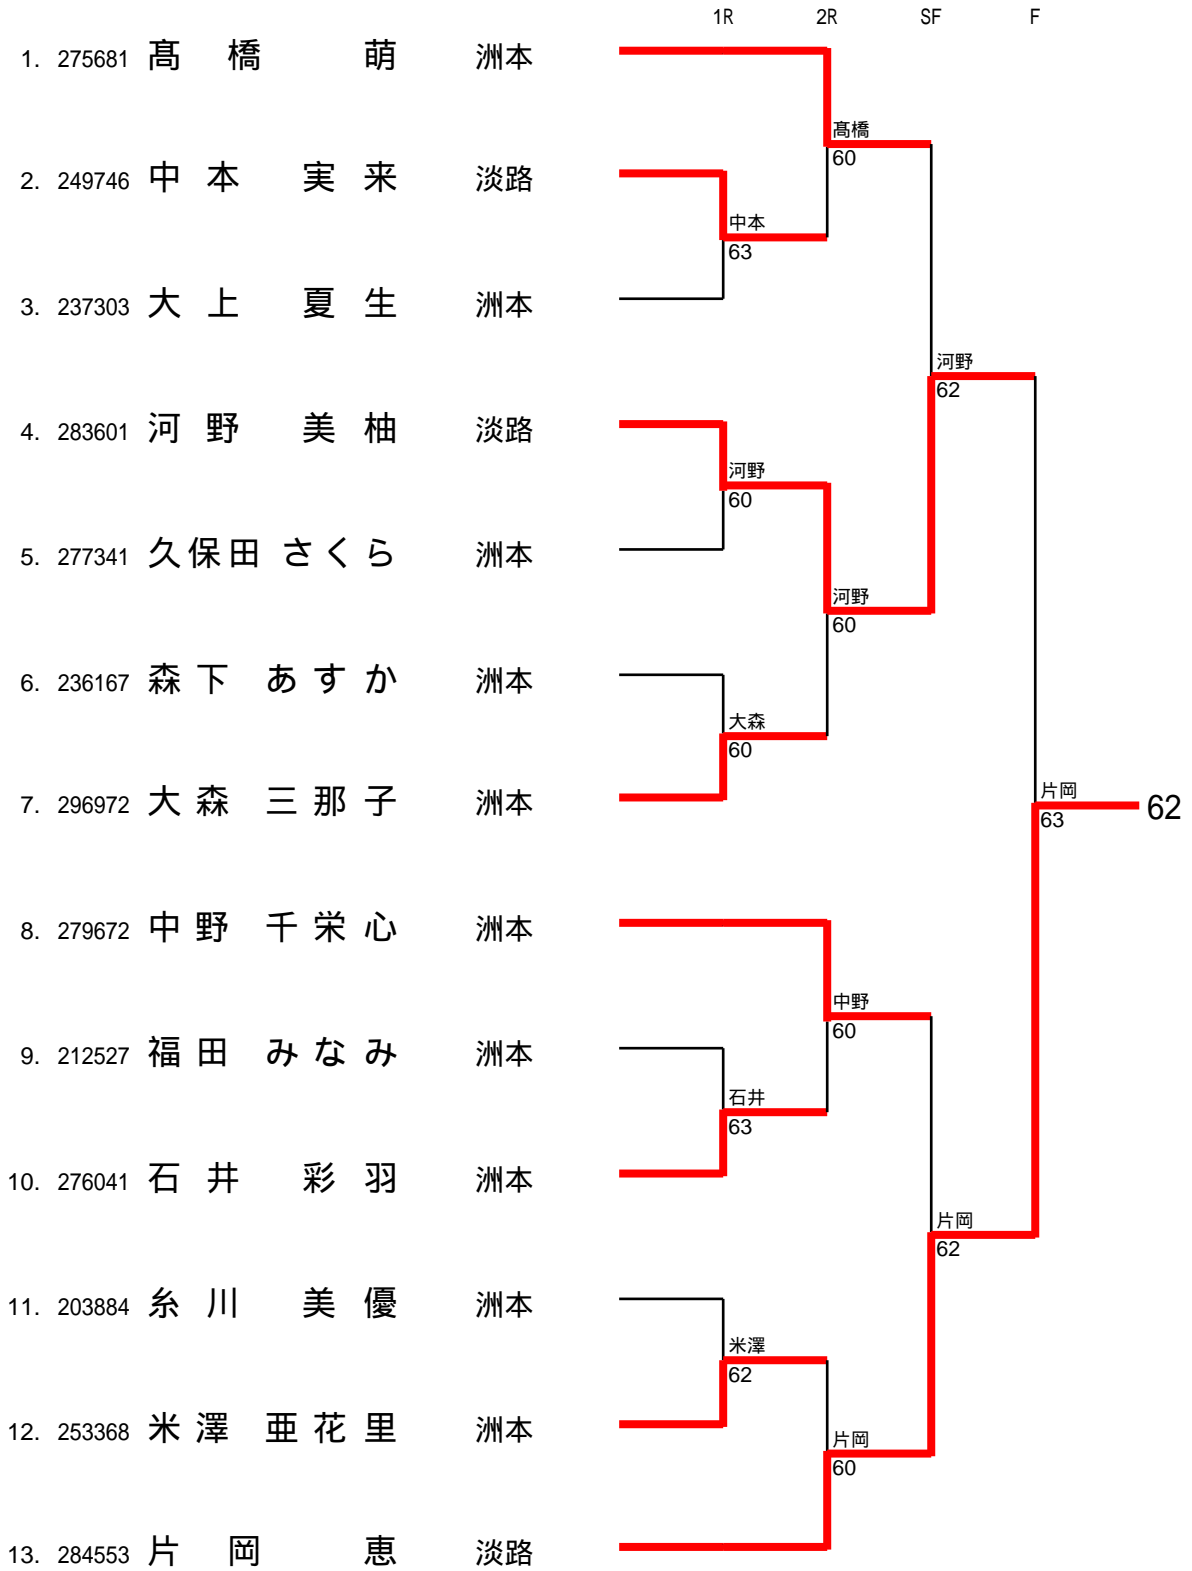 1R 2R SF F
1. 275681 髙橋 萌 洲本
髙橋
60
2. 249746 中本 実来 淡路
中本
63
3. 237303 大上 夏生 洲本
河野
62
4. 283601 河野 美柚 淡路
河野
60
5. 277341 久保田 さくら 洲本
河野
60
6. 236167 森下 あすか 洲本
大森
60
7. 296972 大森 三那子 洲本
片岡
63
62
8. 279672 中野 千栄心 洲本
中野
60
9. 212527 福田 みなみ 洲本
石井
63
10. 276041 石井 彩羽 洲本
片岡
62
11. 203884 糸川 美優 洲本
米澤
62
12. 253368 米澤 亜花里 洲本
片岡
60
13. 284553 片岡 恵 淡路